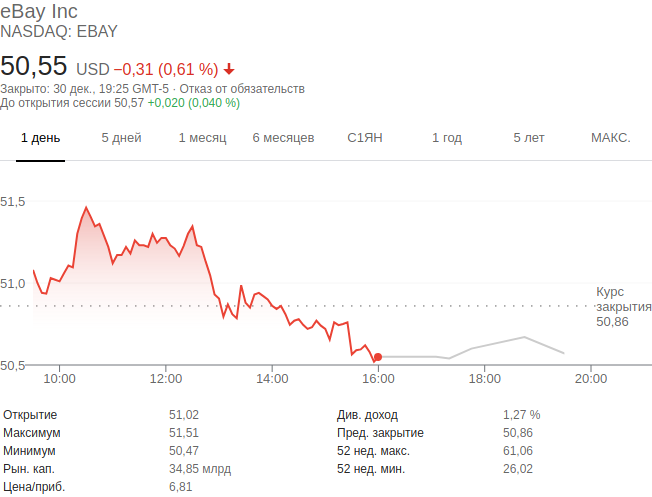 eBay Inc
NASDAQ: EBAY
50,55 USD −0,31 (0,61 %)
Закрыто: 30 дек., 19:25 GMT-5 · Отказ от обязательств
До открытия сессии 50,57 +0,020 (0,040 %)
1 день 5 дней 1 месяц 6 месяцев С1ЯН 1 год 5 лет МАКС.
51,5
51,0
Курс
закрытия
50,86
50,5
10:00 12:00 14:00 16:00 18:00 20:00
Открытие 51,02 Див. доход 1,27 %
Максимум 51,51 Пред. закрытие 50,86
Минимум 50,47 52 нед. макс. 61,06
Рын. кап. 34,85 млрд 52 нед. мин. 26,02
Цена/приб. 6,81